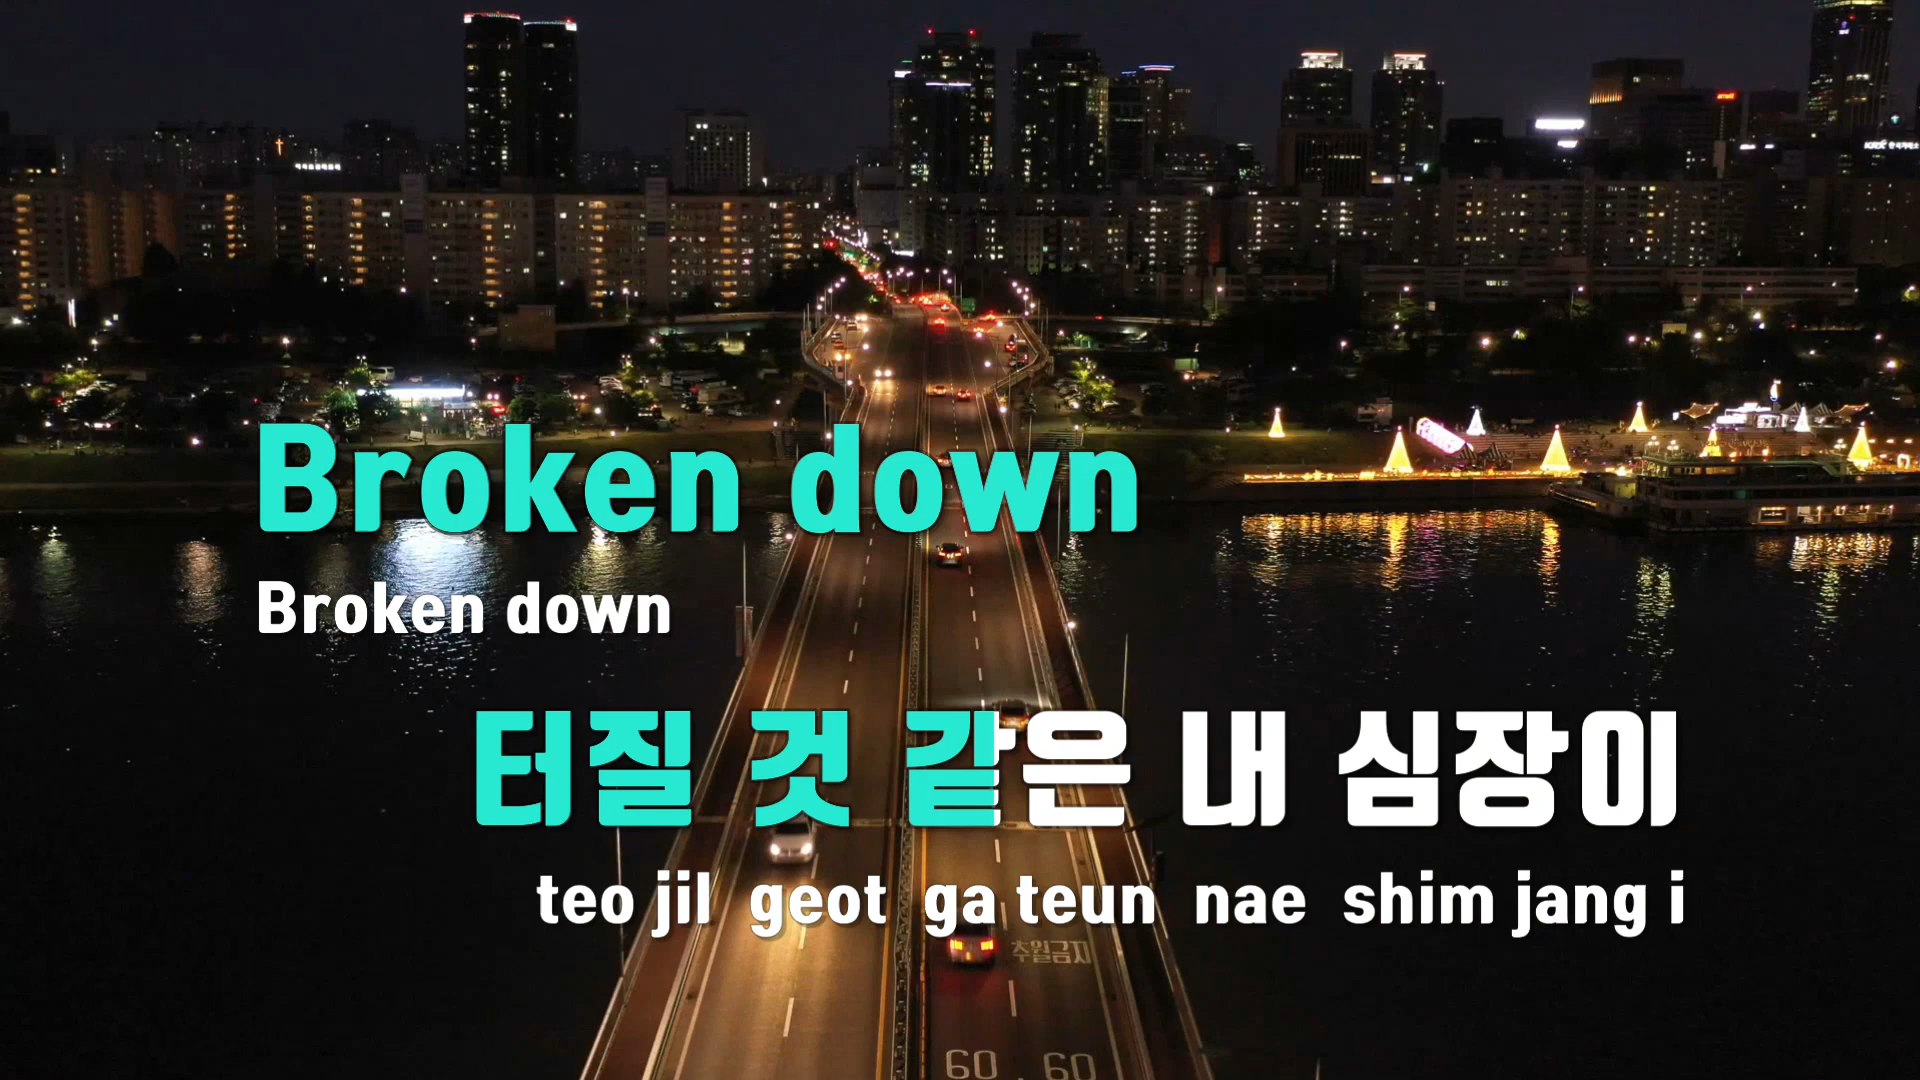 Broken down
Broken down
터질 것 같은 내 심장이
teo jil geot ga teun nae shim jang i
추월금지
60 60